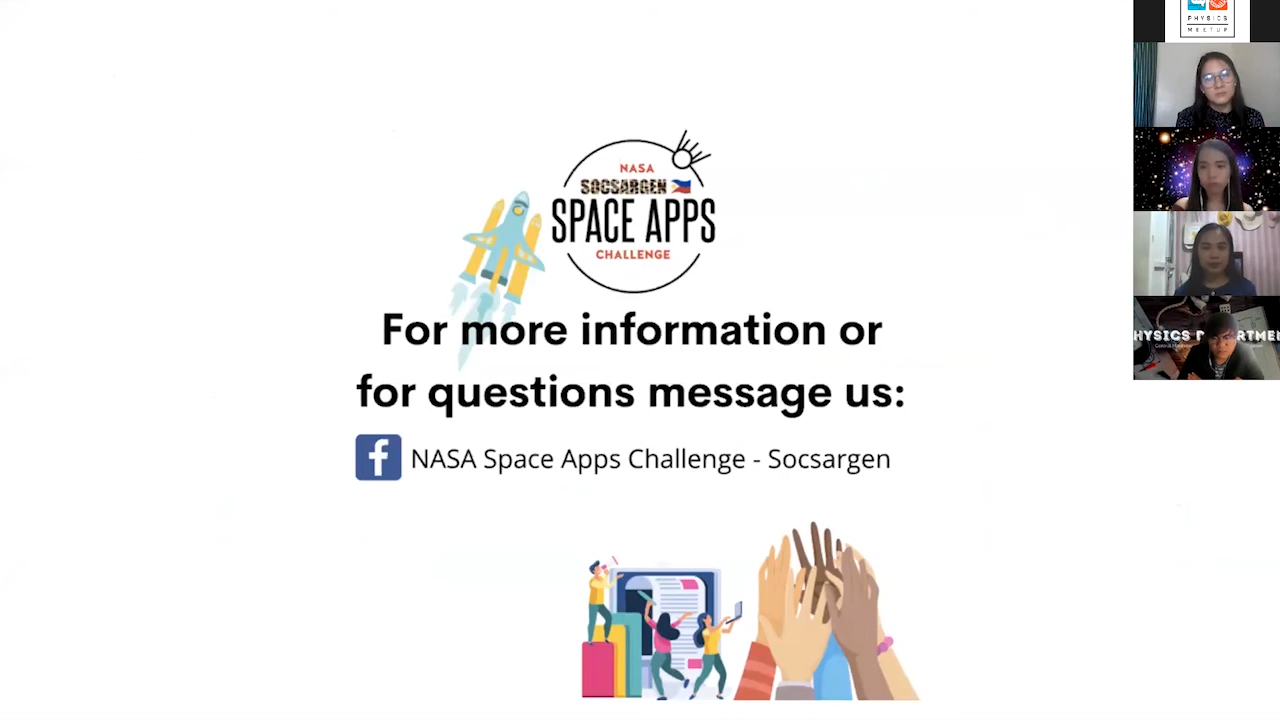 NASA
SOCSARGEN
SPACE APPS
CHALLENGE
For more information or
for questions message us:
f NASA Space Apps Challenge - Socsargen
PHYSICS
MEETUP